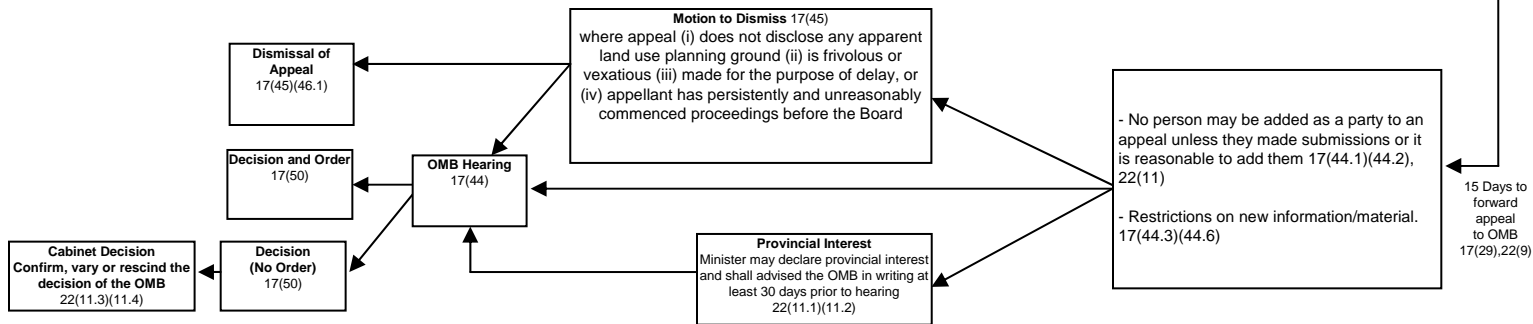 Motion to Dismiss 17(45)
where appeal (i) does not disclose any apparent
land use planning ground (ii) is frivolous or
vexatious (iii) made for the purpose of delay, or
(iv) appellant has persistently and unreasonably
commenced proceedings before the Board
Dismissal of
Appeal
17(45)(46.1)
- No person may be added as a party to an
appeal unless they made submissions or it
is reasonable to add them 17(44.1)(44.2),
22(11)
- Restrictions on new information/material.
17(44.3)(44.6)
15 Days to
forward
appeal
to OMB
17(29),22(9)
Decision and Order
17(50)
OMB Hearing
17(44)
Provincial Interest
Minister may declare provincial interest
and shall advised the OMB in writing at
least 30 days prior to hearing
22(11.1)(11.2)
Decision
(No Order)
17(50)
Cabinet Decision
Confirm, vary or rescind the
decision of the OMB
22(11.3)(11.4)